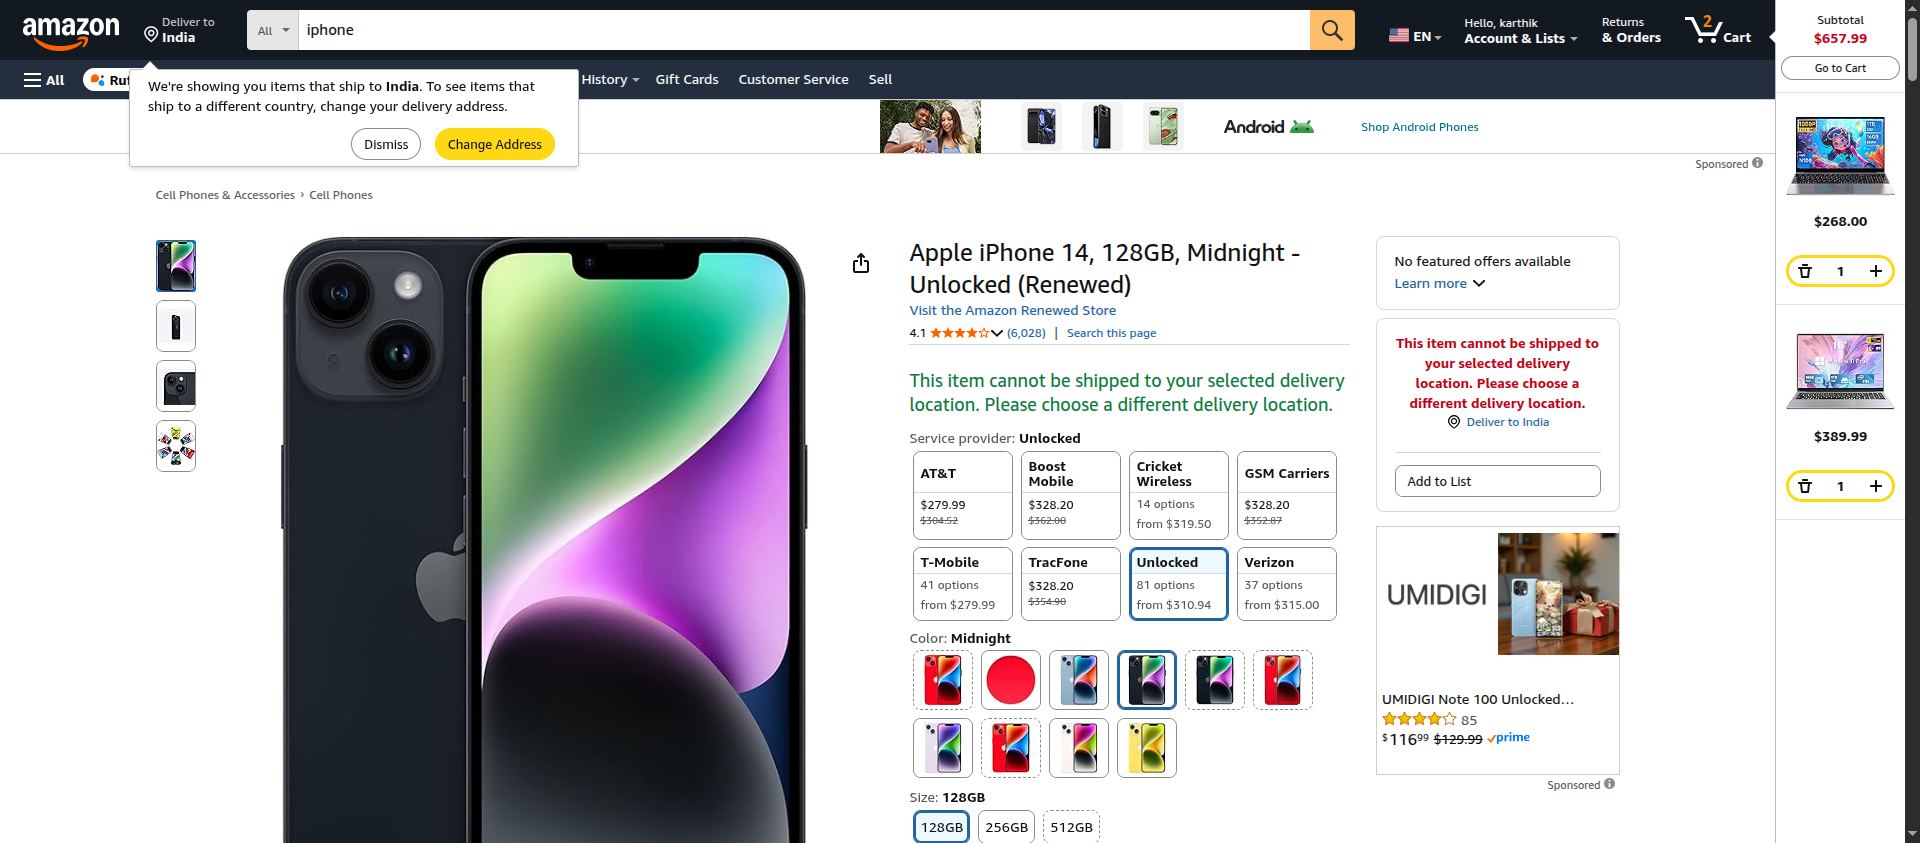 amazon
Deliver to
India
All
iphone
EN
Hello, karthik
Account & Lists
Returns
& Orders
2
Cart
Subtotal
$657.99
Go to Cart
All
Ruf
History
Gift Cards
Customer Service
Sell
We're showing you items that ship to India. To see items that
ship to a different country, change your delivery address.
Dismiss
Change Address
Android
Shop Android Phones
Sponsored
Cell Phones & Accessories › Cell Phones
Apple iPhone 14, 128GB, Midnight -
Unlocked (Renewed)
Visit the Amazon Renewed Store
4.1 (6,028) | Search this page
This item cannot be shipped to your selected delivery
location. Please choose a different delivery location.
Service provider: Unlocked
AT&T
$279.99
$304.52
Boost
Mobile
$328.20
$362.00
Cricket
Wireless
14 options
from $319.50
GSM Carriers
$328.20
$352.87
T-Mobile
41 options
from $279.99
TracFone
$328.20
$354.90
Unlocked
81 options
from $310.94
Verizon
37 options
from $315.00
Color: Midnight
Size: 128GB
128GB
256GB
512GB
No featured offers available
Learn more
This item cannot be shipped to
your selected delivery
location. Please choose a
different delivery location.
Deliver to India
Add to List
UMIDIGI
UMIDIGI Note 100 Unlocked...
85
$116.99 $129.99 prime
Sponsored
$268.00
1
$389.99
1